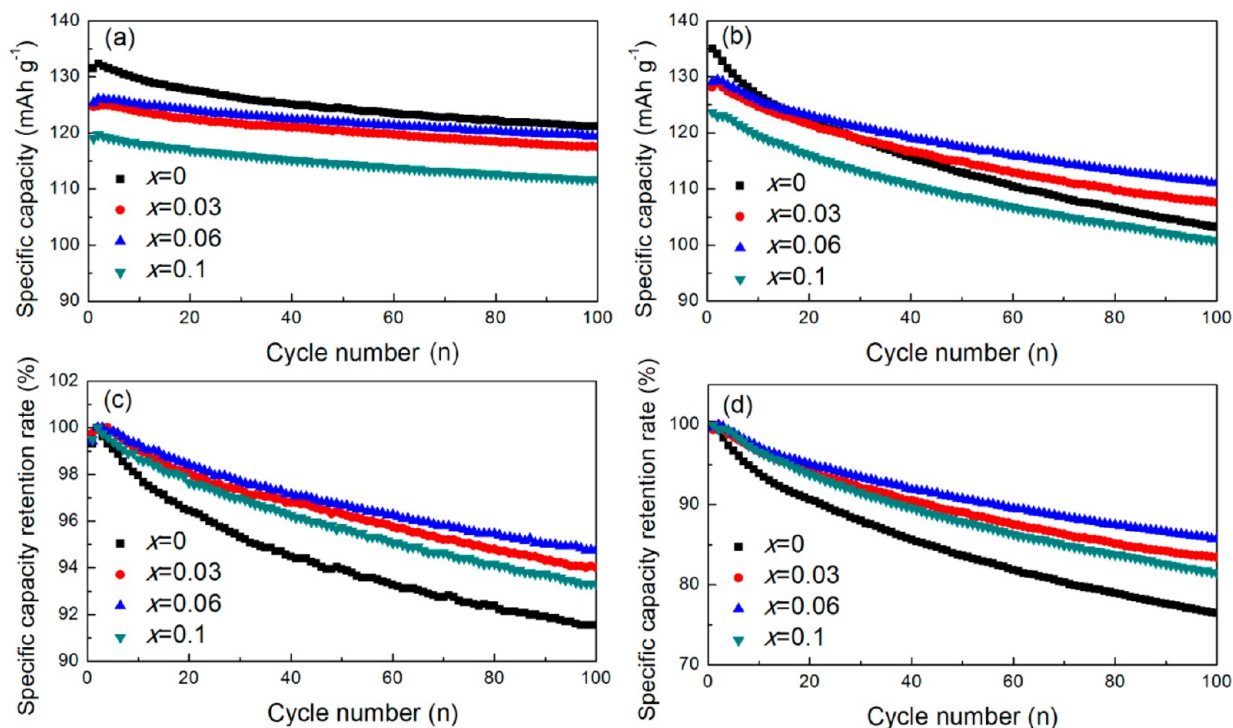 (a)
Specific capacity (mAh g⁻¹)
140
130
120
110
100
90
x=0
x=0.03
x=0.06
x=0.1
0 20 40 60 80 100
Cycle number (n)
(b)
Specific capacity (mAh g⁻¹)
140
130
120
110
100
90
x=0
x=0.03
x=0.06
x=0.1
0 20 40 60 80 100
Cycle number (n)
(c)
Specific capacity retention rate (%)
102
100
98
96
94
92
90
x=0
x=0.03
x=0.06
x=0.1
0 20 40 60 80 100
Cycle number (n)
(d)
Specific capacity retention rate (%)
100
90
80
70
x=0
x=0.03
x=0.06
x=0.1
0 20 40 60 80 100
Cycle number (n)